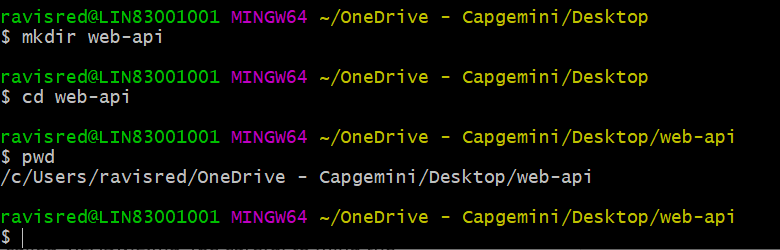 ravisred@LIN83001001 MINGW64 ~/OneDrive - Capgemini/Desktop
$ mkdir web-api
ravisred@LIN83001001 MINGW64 ~/OneDrive - Capgemini/Desktop
$ cd web-api
ravisred@LIN83001001 MINGW64 ~/OneDrive - Capgemini/Desktop/web-api
$ pwd
/c/Users/ravisred/OneDrive - Capgemini/Desktop/web-api
ravisred@LIN83001001 MINGW64 ~/OneDrive - Capgemini/Desktop/web-api
$